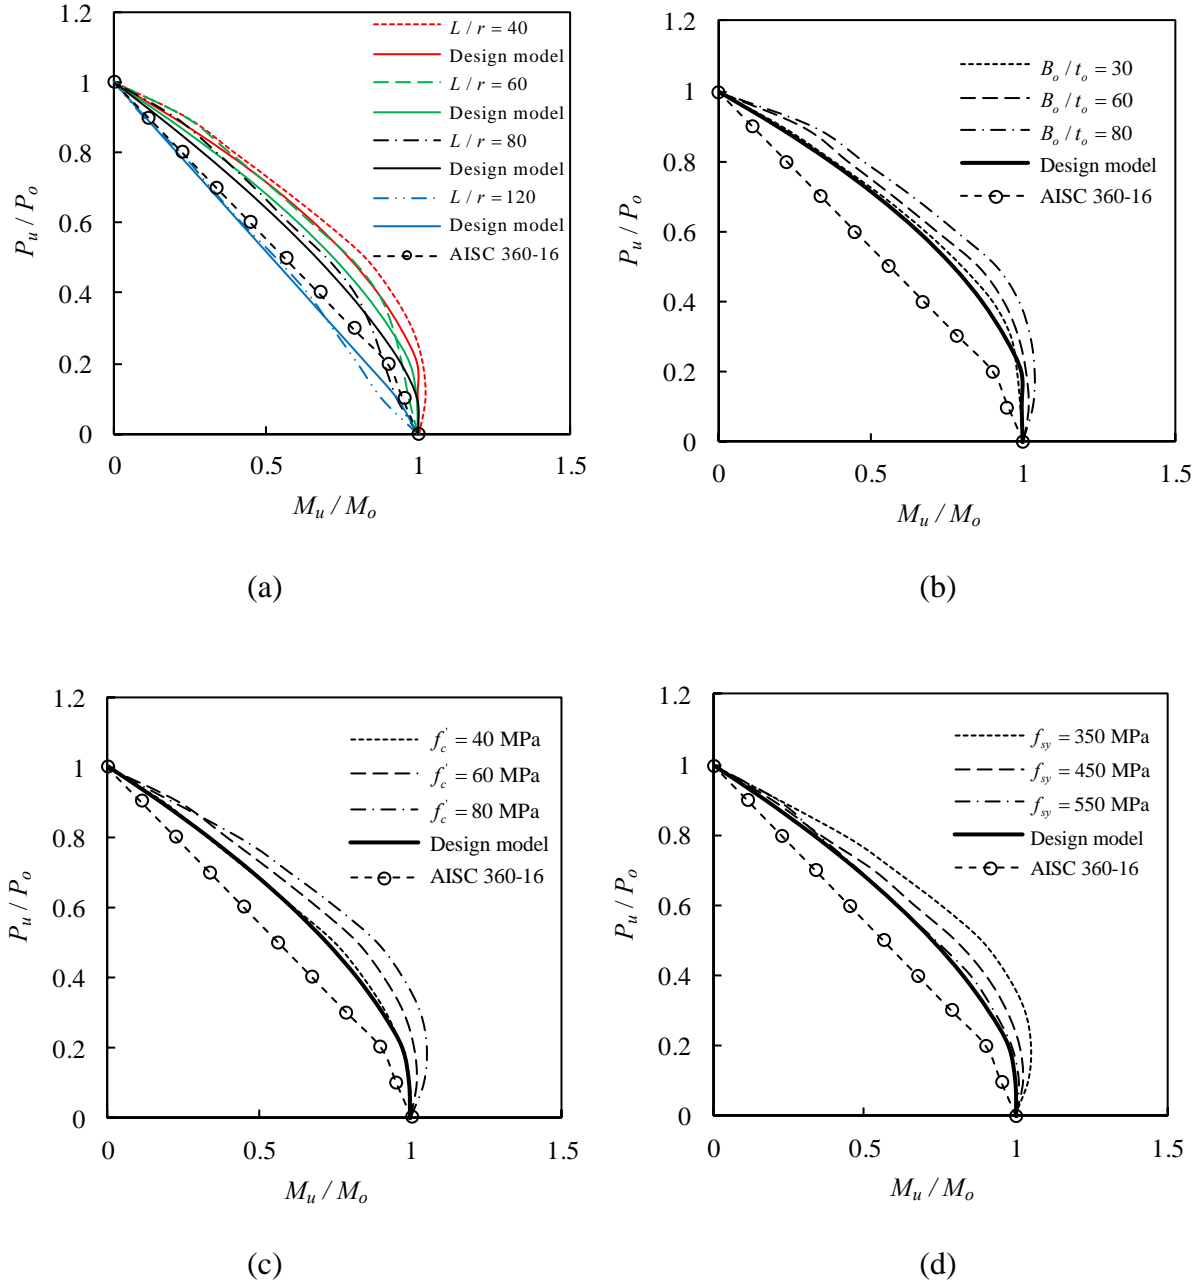 1.2
1
0.8
0.6
0.4
0.2
0
0 0.5 1 1.5
P_u / P_o
M_u / M_o
L / r = 40
Design model
L / r = 60
Design model
L / r = 80
Design model
L / r = 120
Design model
AISC 360-16
(a)
1.2
1
0.8
0.6
0.4
0.2
0
0 0.5 1 1.5
P_u / P_o
M_u / M_o
B_o / t_o = 30
B_o / t_o = 60
B_o / t_o = 80
Design model
AISC 360-16
(b)
1.2
1
0.8
0.6
0.4
0.2
0
0 0.5 1 1.5
P_u / P_o
M_u / M_o
f_c' = 40 MPa
f_c' = 60 MPa
f_c' = 80 MPa
Design model
AISC 360-16
(c)
1.2
1
0.8
0.6
0.4
0.2
0
0 0.5 1 1.5
P_u / P_o
M_u / M_o
f_sy = 350 MPa
f_sy = 450 MPa
f_sy = 550 MPa
Design model
AISC 360-16
(d)